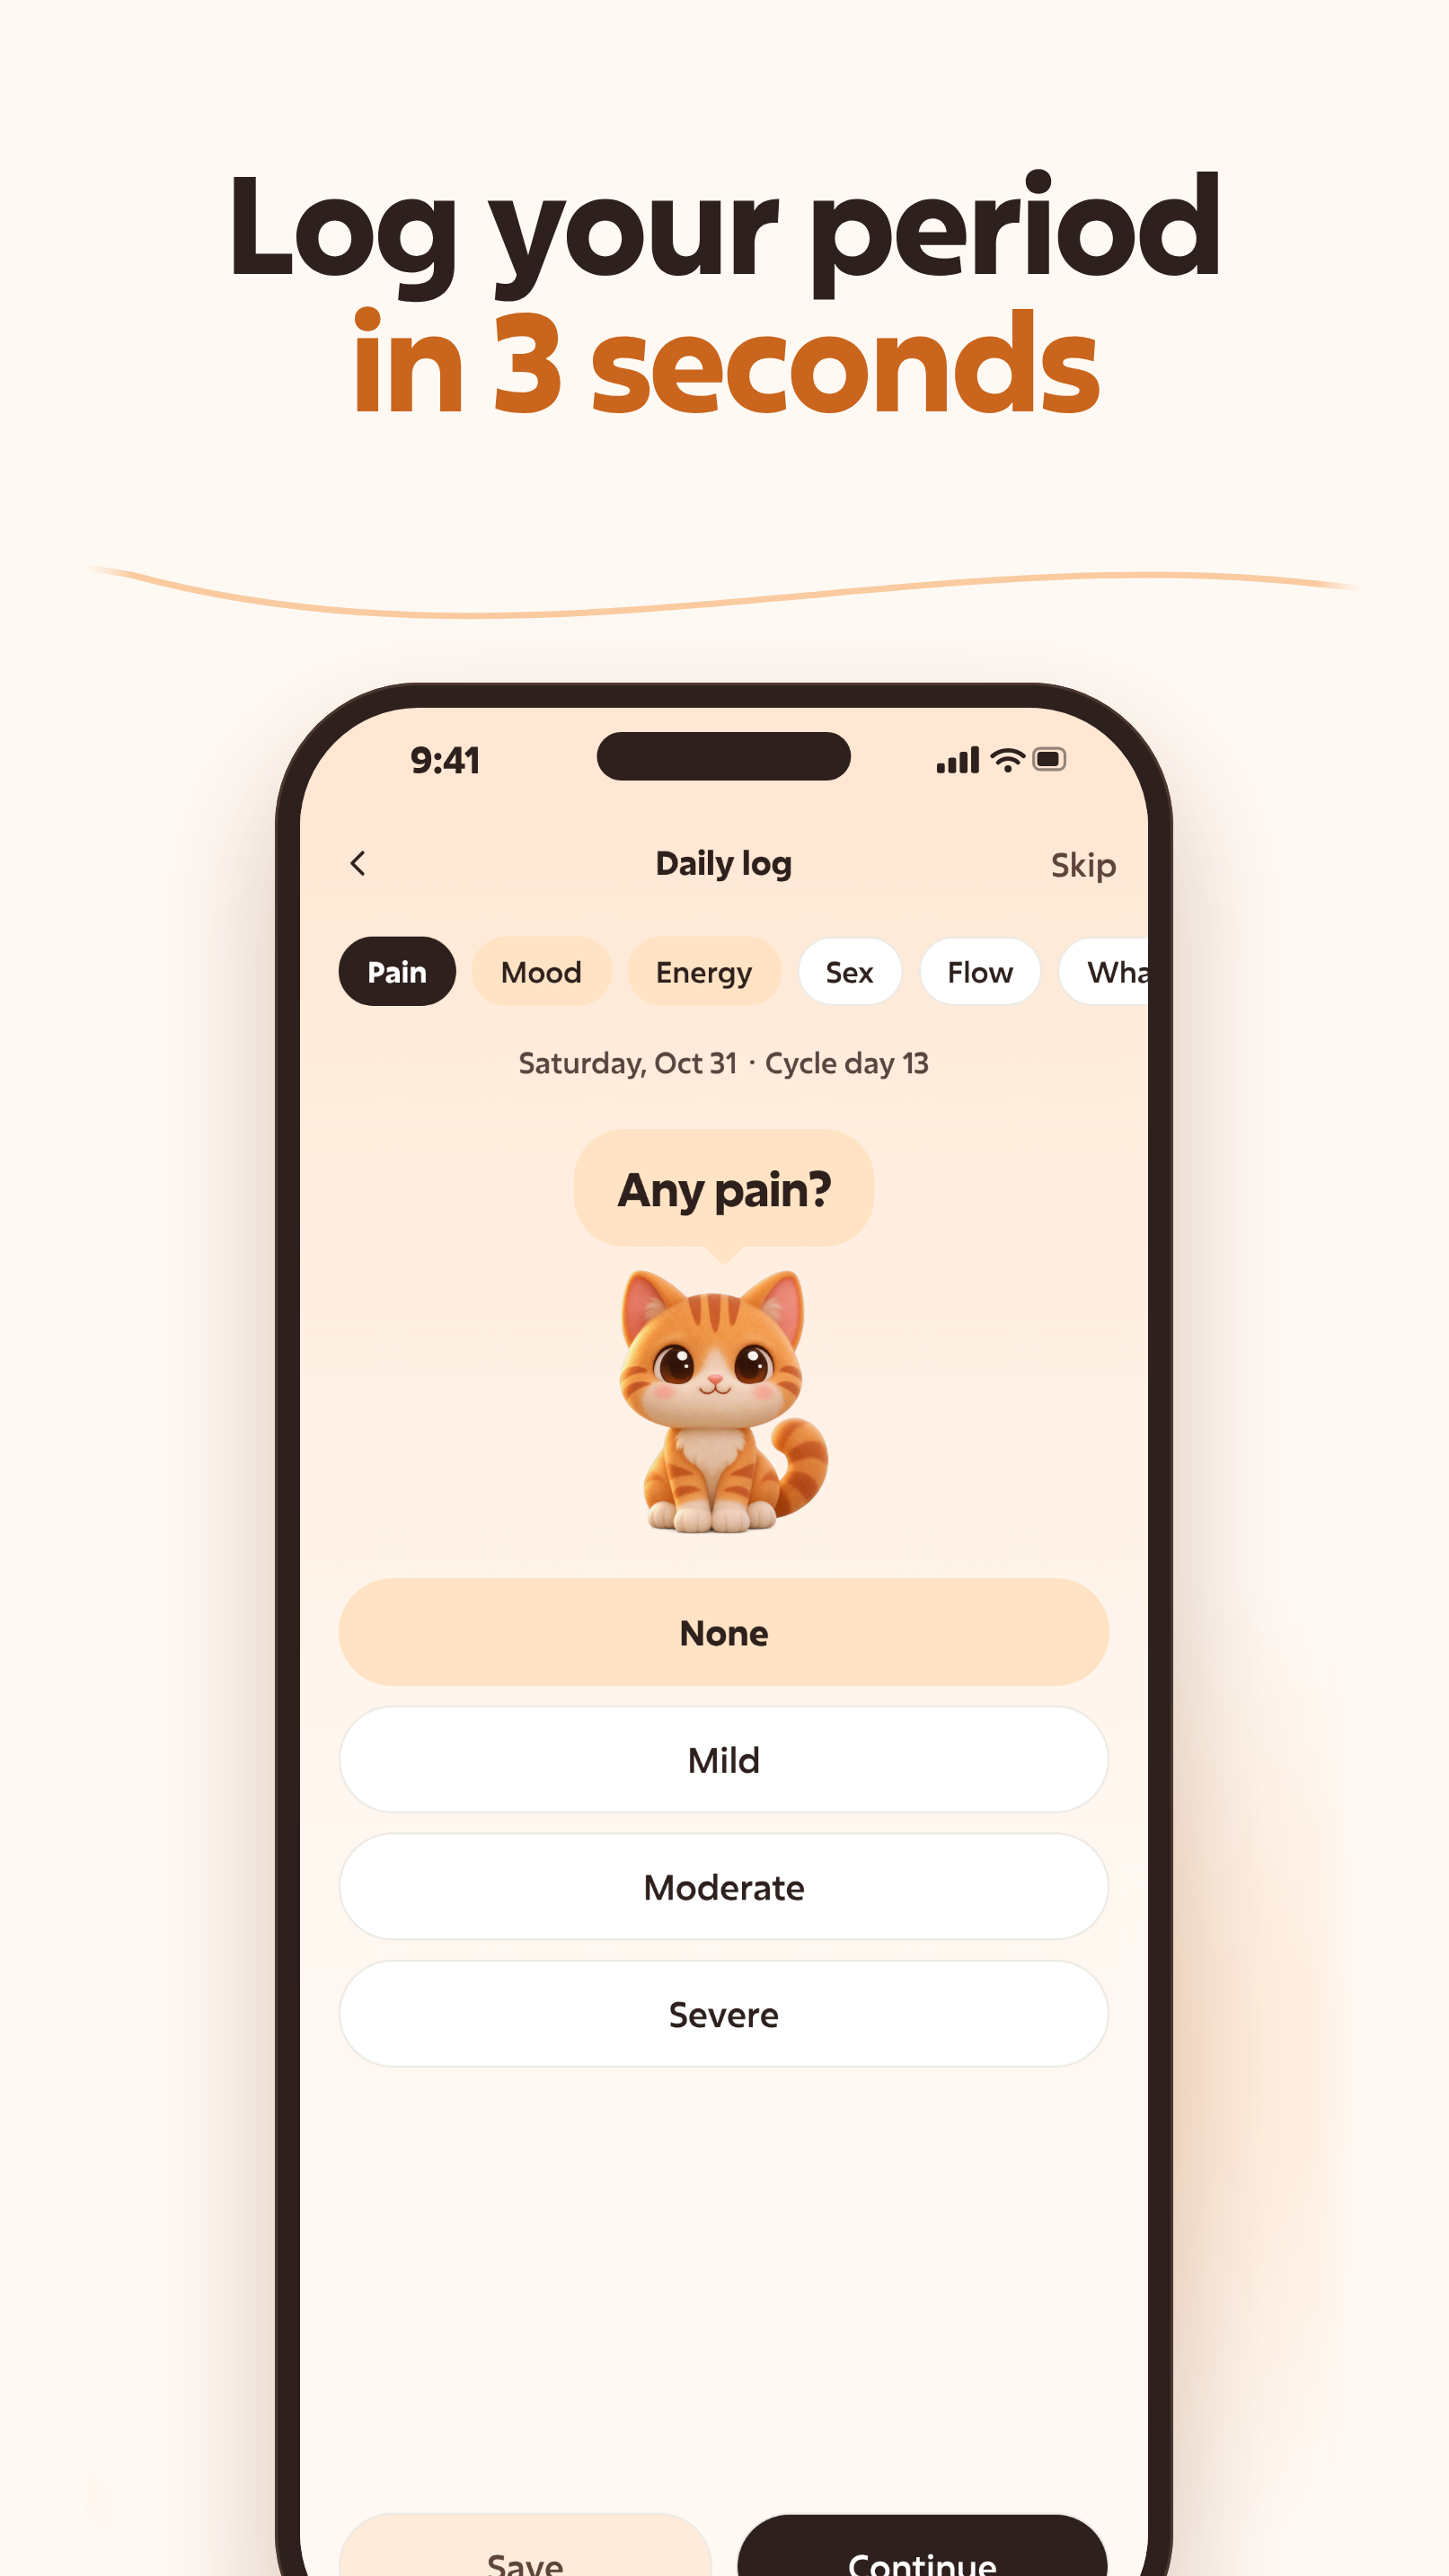 Log your period
in 3 seconds
9:41
Daily log
Skip
Pain Mood Energy Sex Flow Wha
Saturday, Oct 31 · Cycle day 13
Any pain?
None
Mild
Moderate
Severe
Save Continue